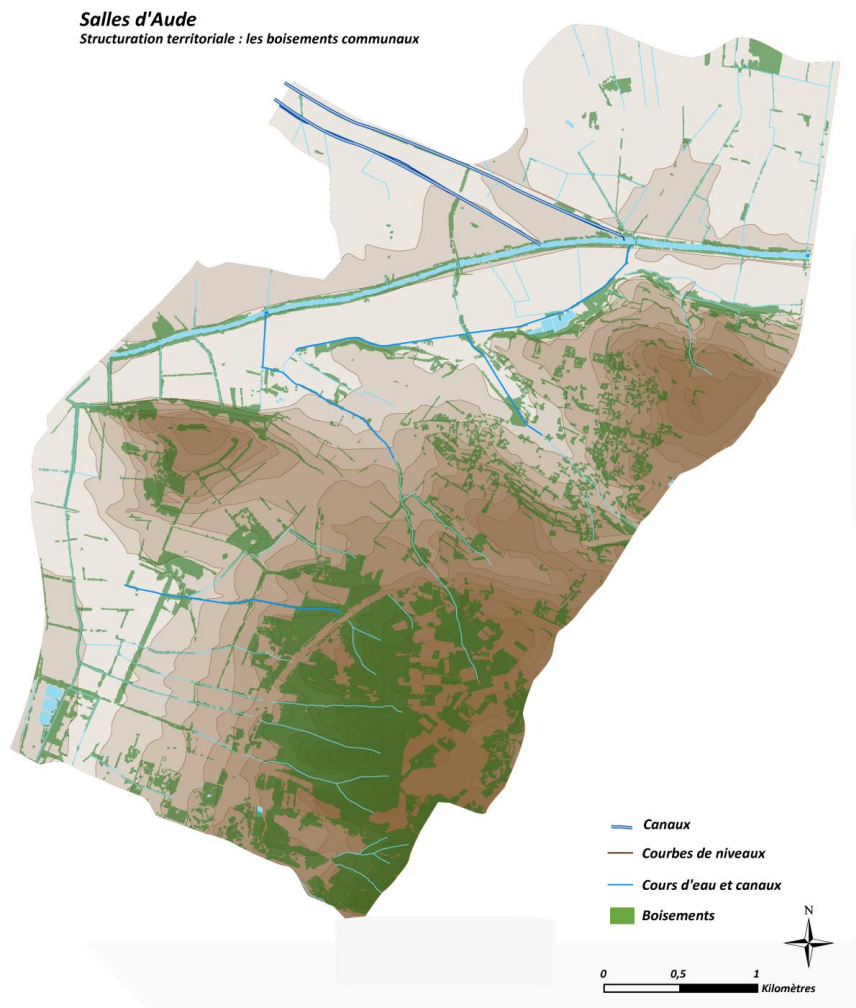 Salles d'Aude
Structuration territoriale : les boisements communaux
Canaux
Courbes de niveaux
Cours d'eau et canaux
Boisements
N
0 0,5 1
Kilomètres